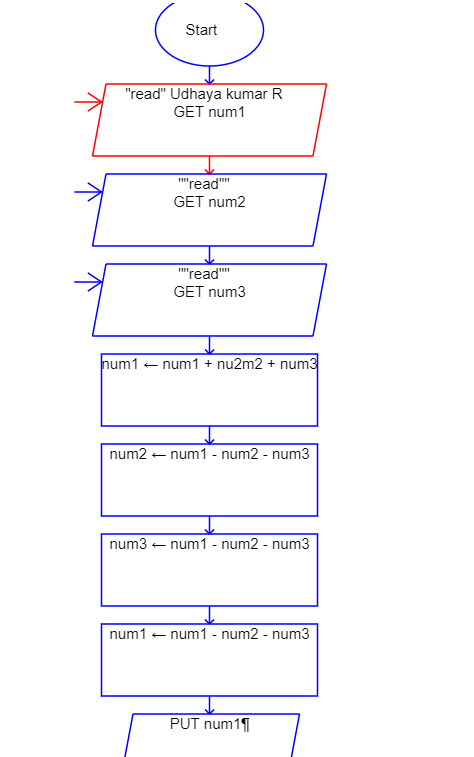 Start
"read" Udhaya kumar R
GET num1
""read""
GET num2
""read""
GET num3
num1 ← num1 + nu2m2 + num3
num2 ← num1 - num2 - num3
num3 ← num1 - num2 - num3
num1 ← num1 - num2 - num3
PUT num1¶